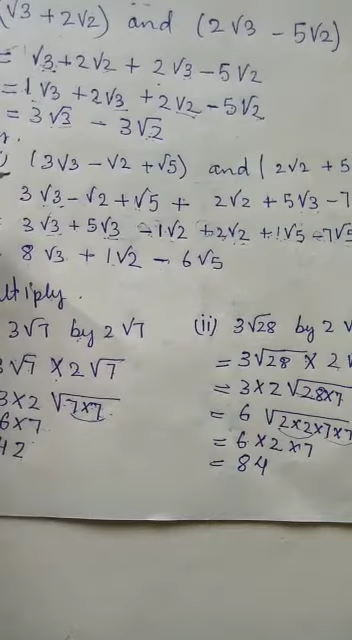 (√3 + 2√2) and (2√3 - 5√2)
= √3 + 2√2 + 2√3 - 5√2
= 1√3 + 2√3 + 2√2 - 5√2
= 3√3 - 3√2
(3√3 - √2 + √5) and (2√2 + 5
3√3 - √2 + √5 + 2√2 + 5√3 - 7
3√3 + 5√3 - 1√2 + 2√2 + 1√5 - 7√5
8√3 + 1√2 - 6√5
ltiply.
3√7 by 2√7
3√7 × 2√7
3×2 √7×7
6×7
42
(ii) 3√28 by 2√
= 3√28 × 2√
= 3×2 √28×7
= 6 √2×2×7×7
= 6×2×7
= 84